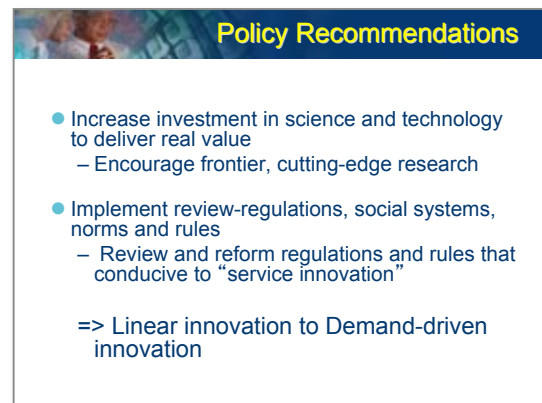 Policy Recommendations
● Increase investment in science and technology
to deliver real value
– Encourage frontier, cutting-edge research
● Implement review-regulations, social systems,
norms and rules
– Review and reform regulations and rules that
conducive to “service innovation”
=> Linear innovation to Demand-driven
innovation